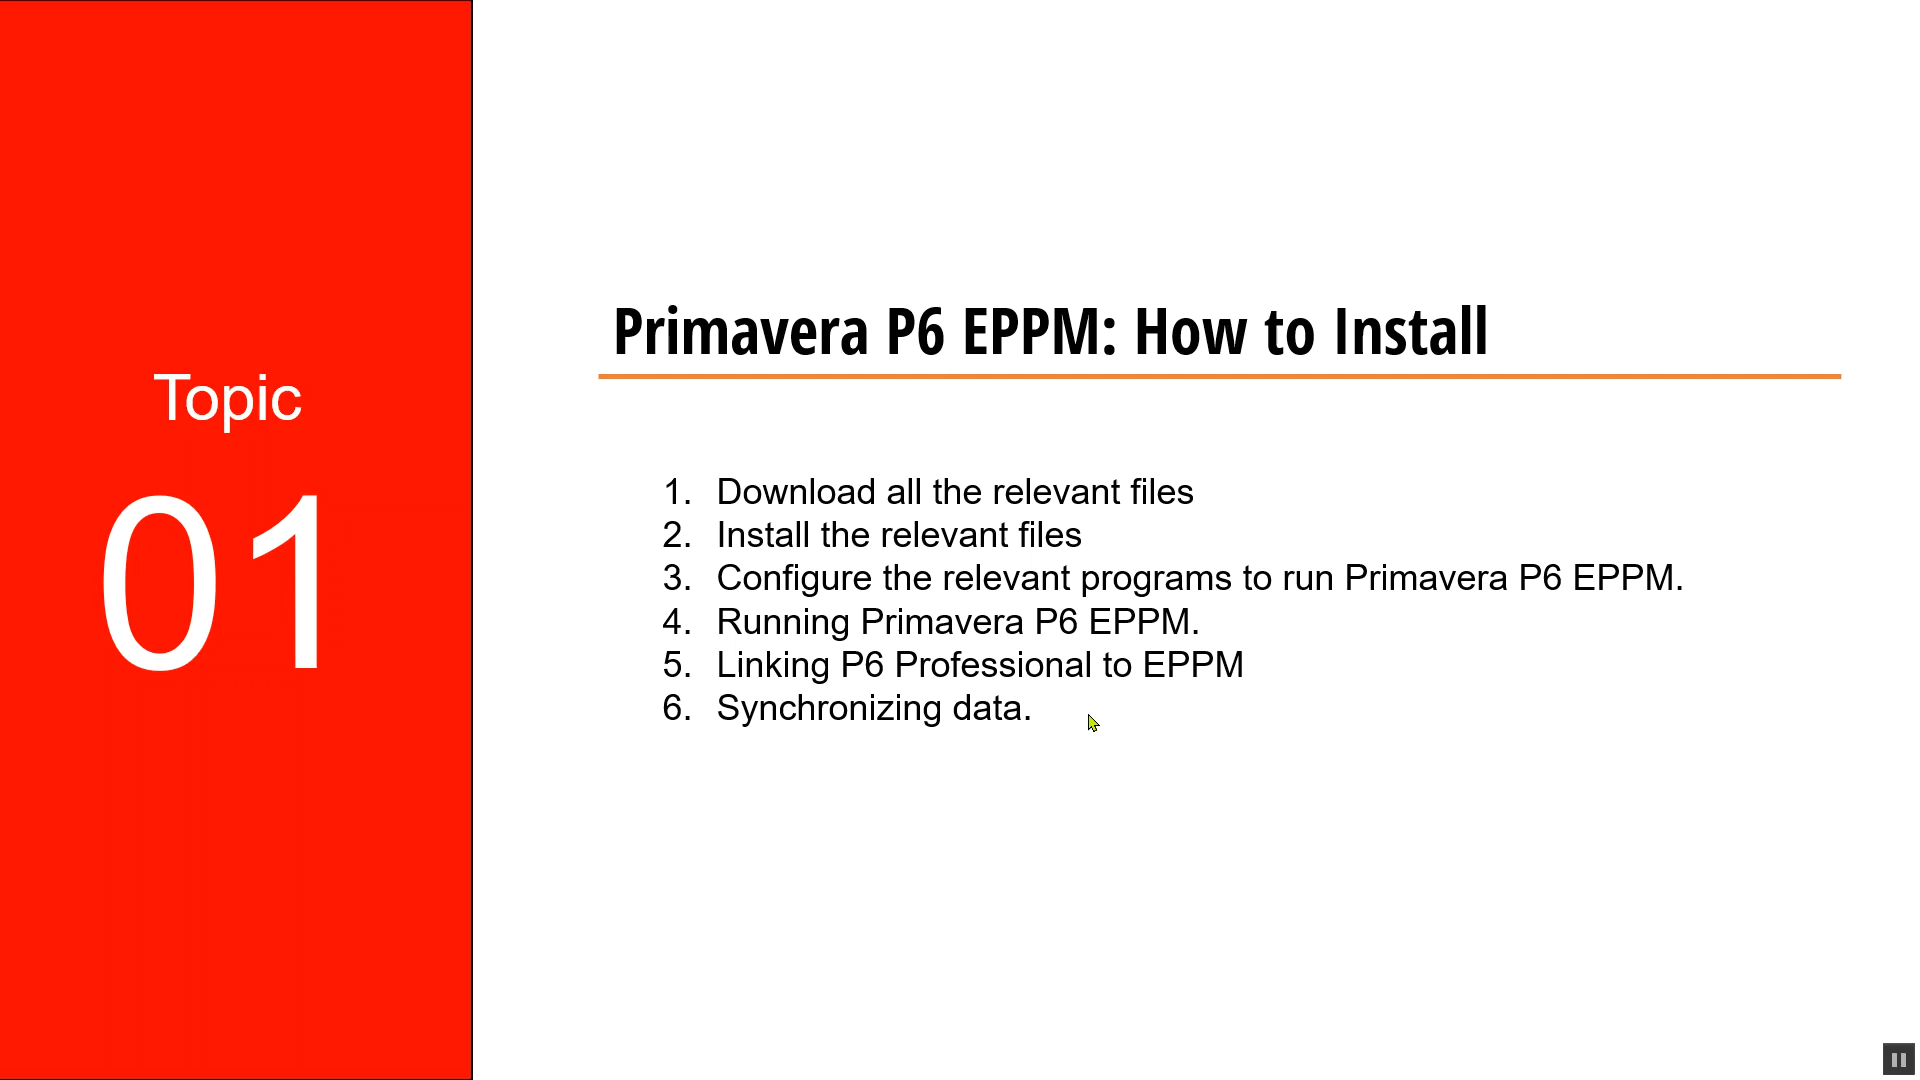 Topic
01
Primavera P6 EPPM: How to Install
1. Download all the relevant files
2. Install the relevant files
3. Configure the relevant programs to run Primavera P6 EPPM.
4. Running Primavera P6 EPPM.
5. Linking P6 Professional to EPPM
6. Synchronizing data.